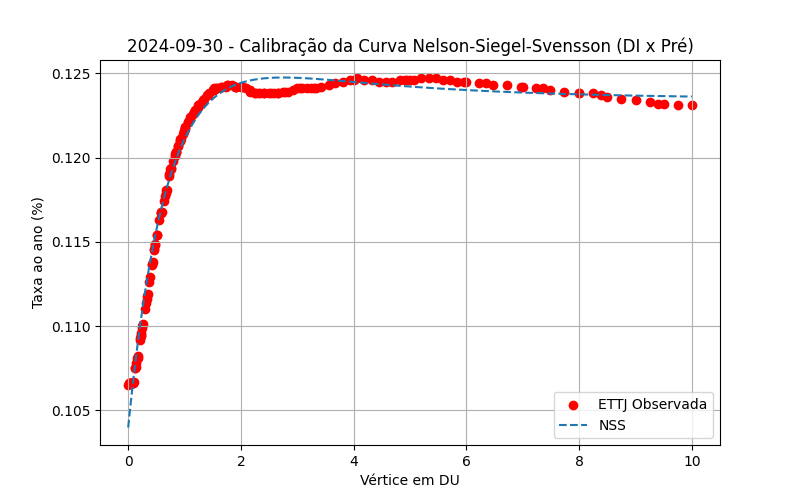 2024-09-30 - Calibração da Curva Nelson-Siegel-Svensson (DI x Pré)
0.125
0.120
0.115
0.110
0.105
Taxa ao ano (%)
0 2 4 6 8 10
Vértice em DU
ETTJ Observada
NSS